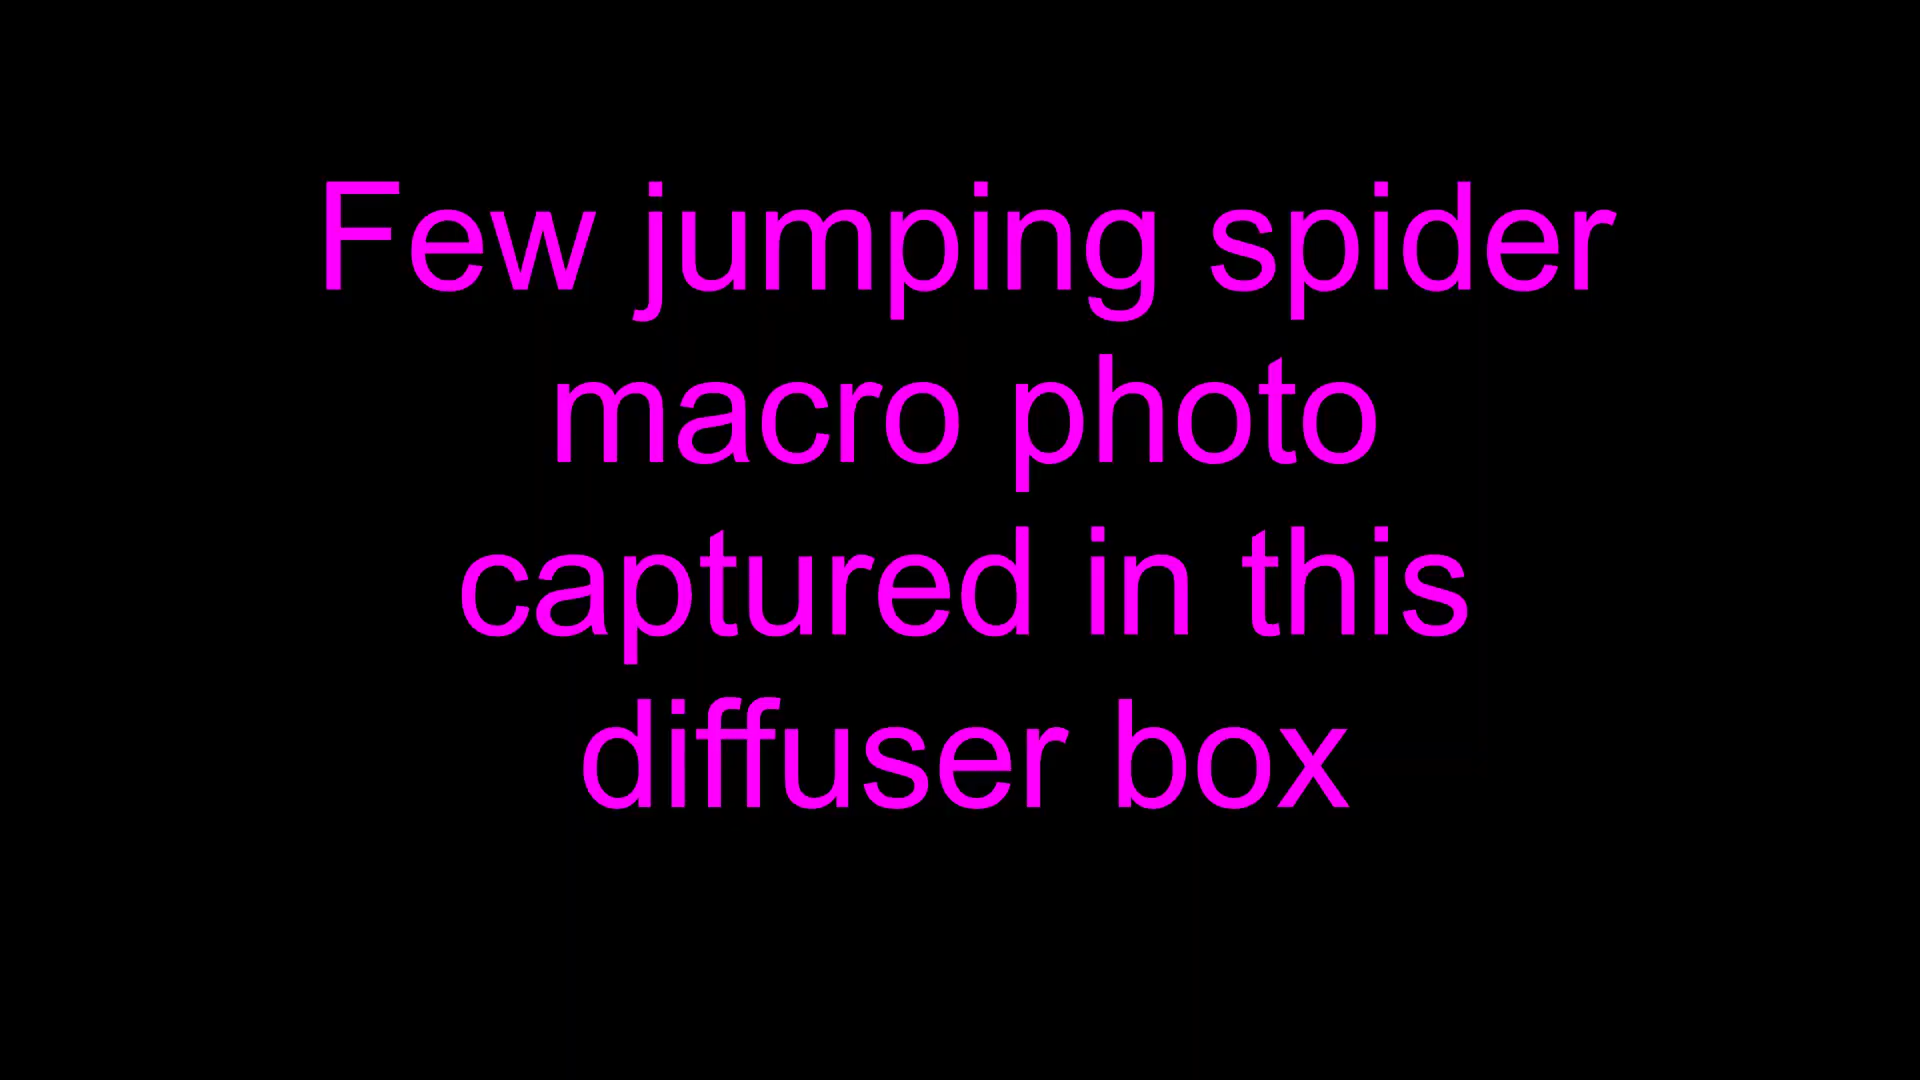 Few jumping spider
macro photo
captured in this
diffuser box